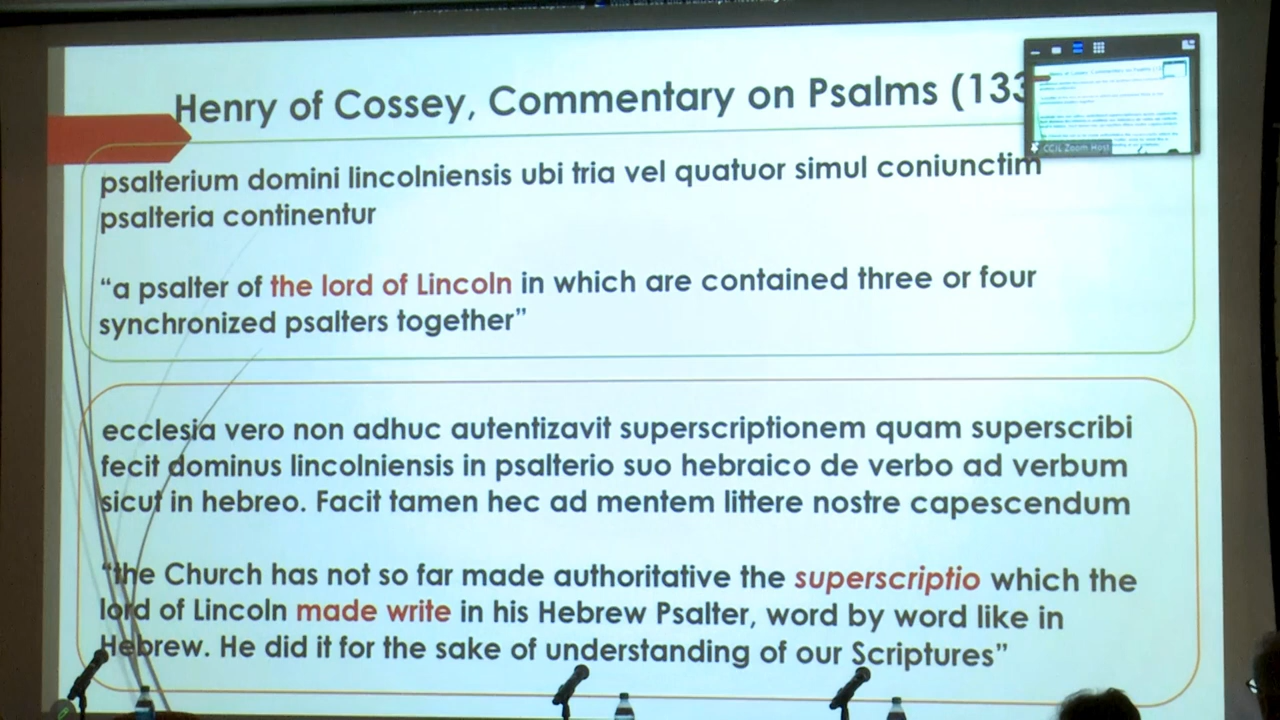 Henry of Cossey, Commentary on Psalms (133
CCIL Zoom Host
psalterium domini lincolniensis ubi tria vel quatuor simul coniunctim
psalteria continentur
“a psalter of the lord of Lincoln in which are contained three or four
synchronized psalters together”
ecclesia vero non adhuc autentizavit superscriptionem quam superscribi
fecit dominus lincolniensis in psalterio suo hebraico de verbo ad verbum
sicut in hebreo. Facit tamen hec ad mentem littere nostre capescendum
“the Church has not so far made authoritative the superscriptio which the
lord of Lincoln made write in his Hebrew Psalter, word by word like in
Hebrew. He did it for the sake of understanding of our Scriptures”